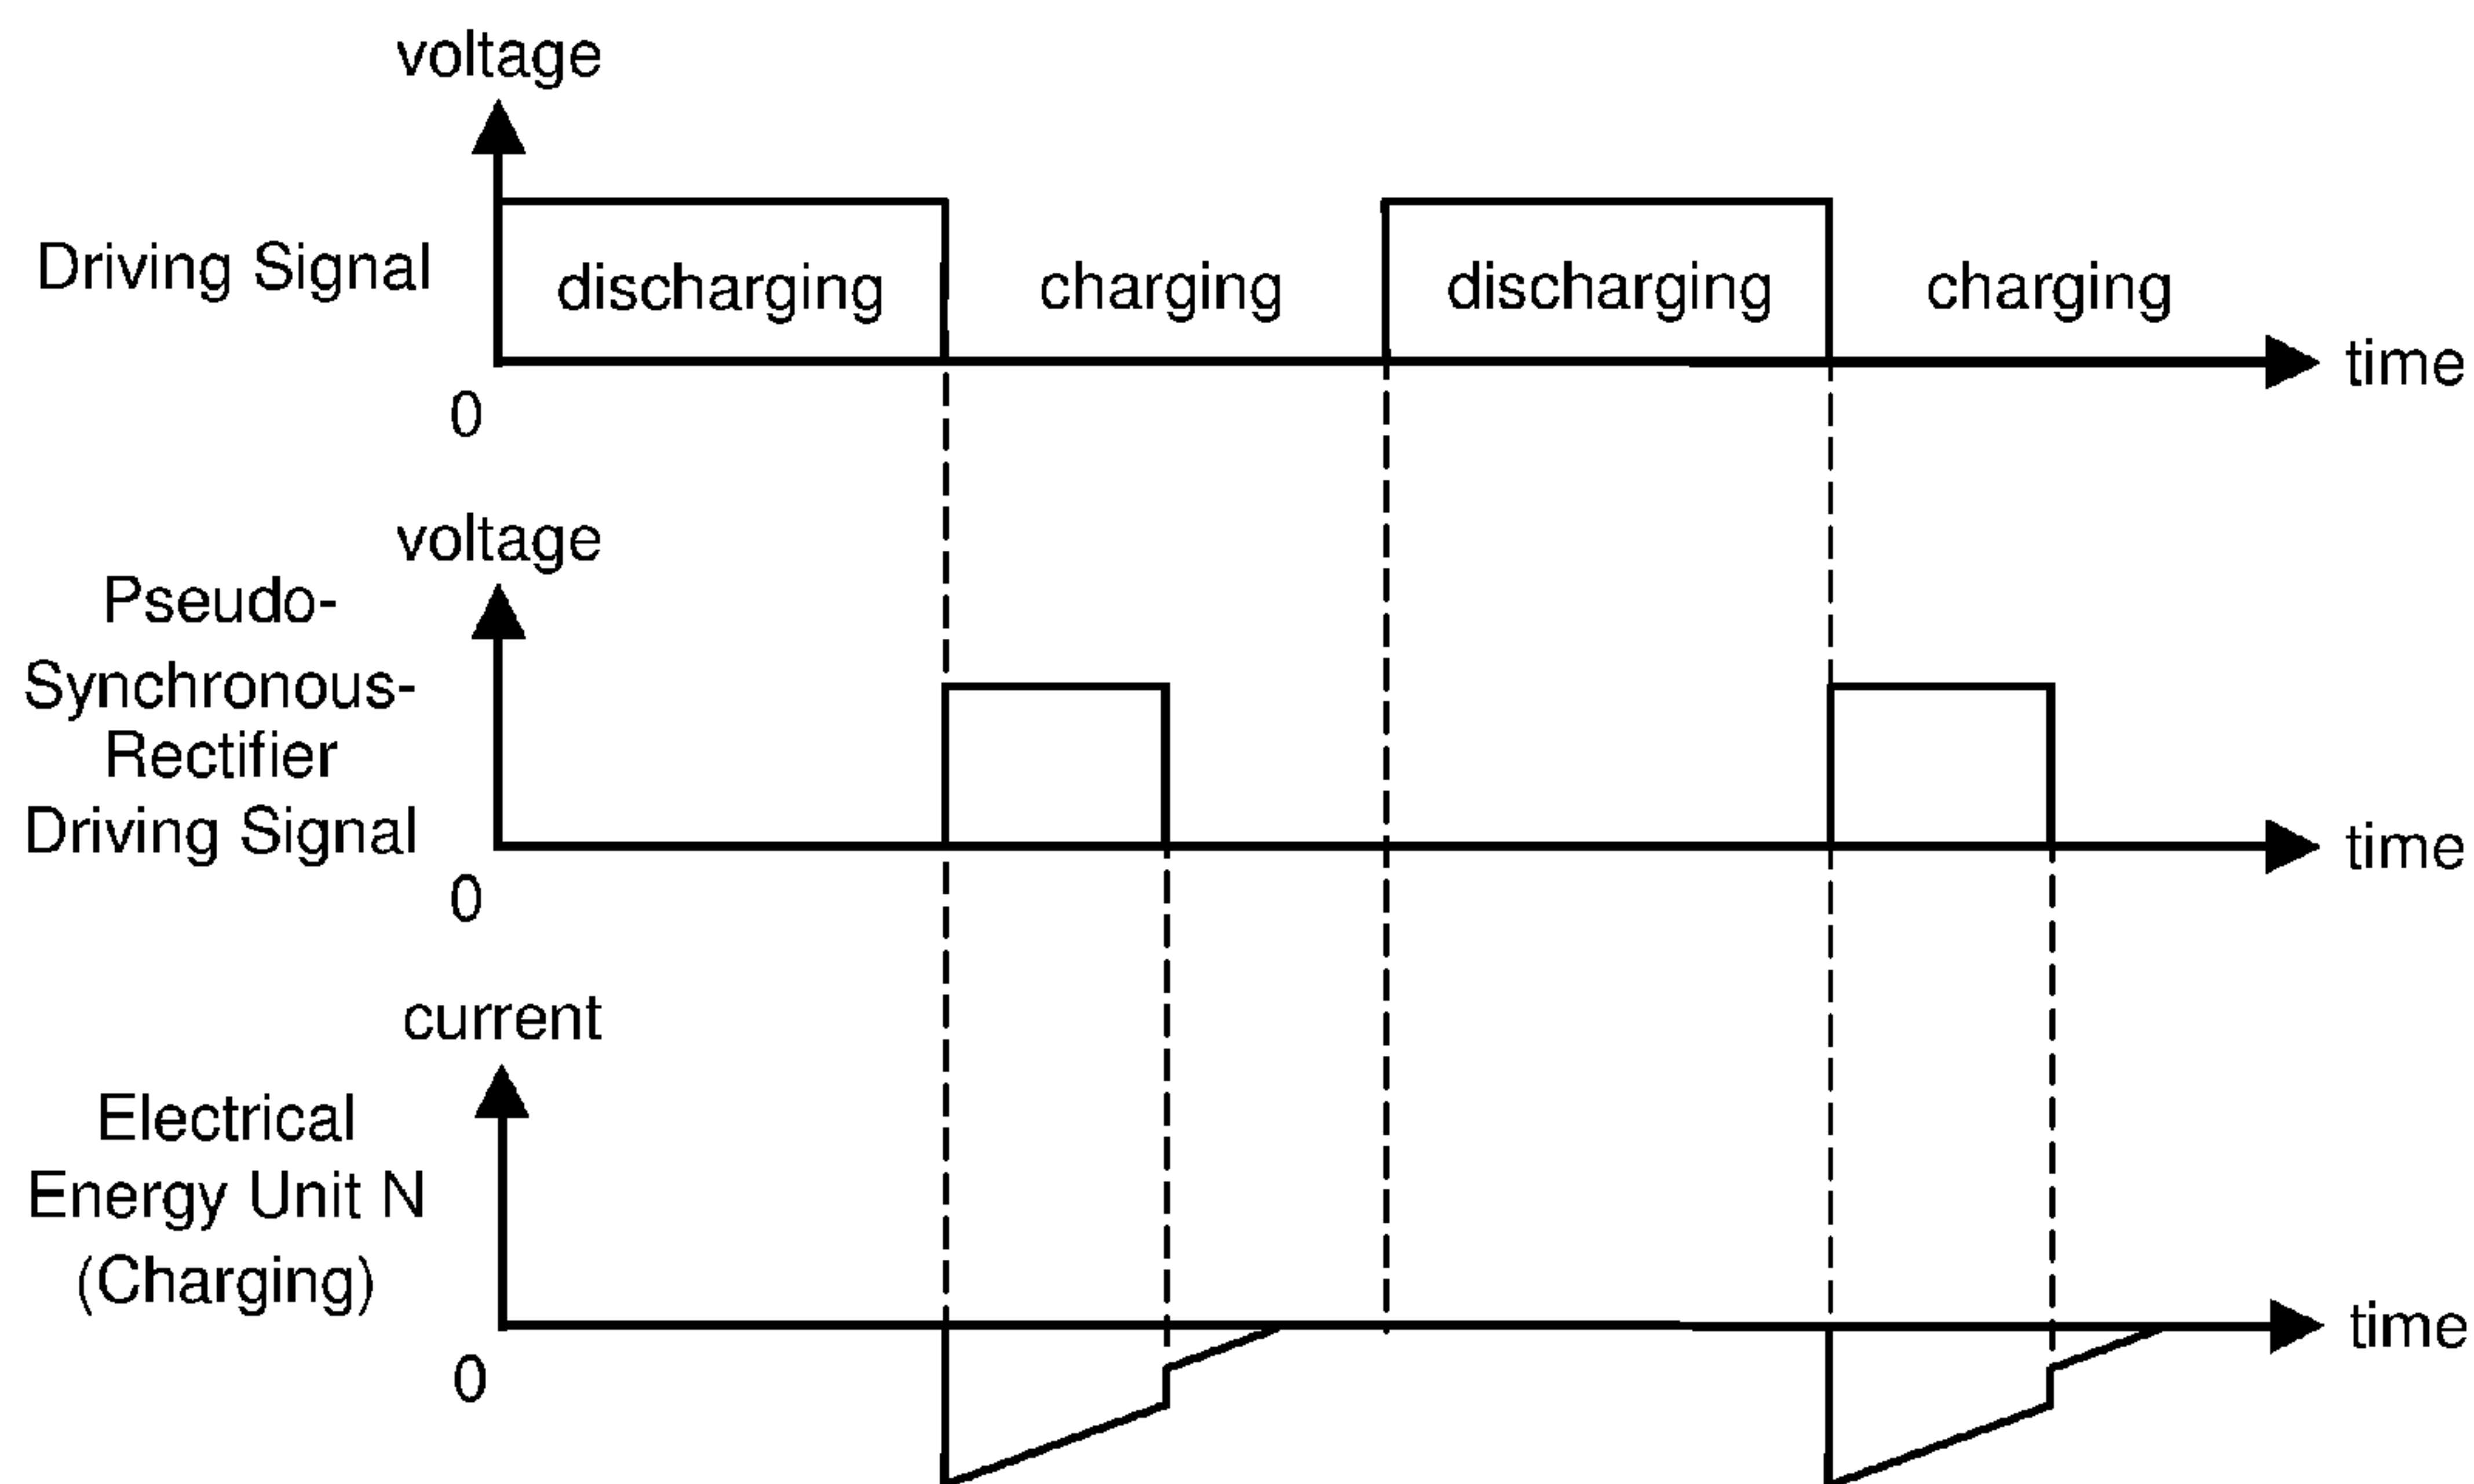 voltage
Driving Signal
discharging charging discharging charging
time
0
voltage
Pseudo-
Synchronous-
Rectifier
Driving Signal
time
0
current
Electrical
Energy Unit N
(Charging)
time
0